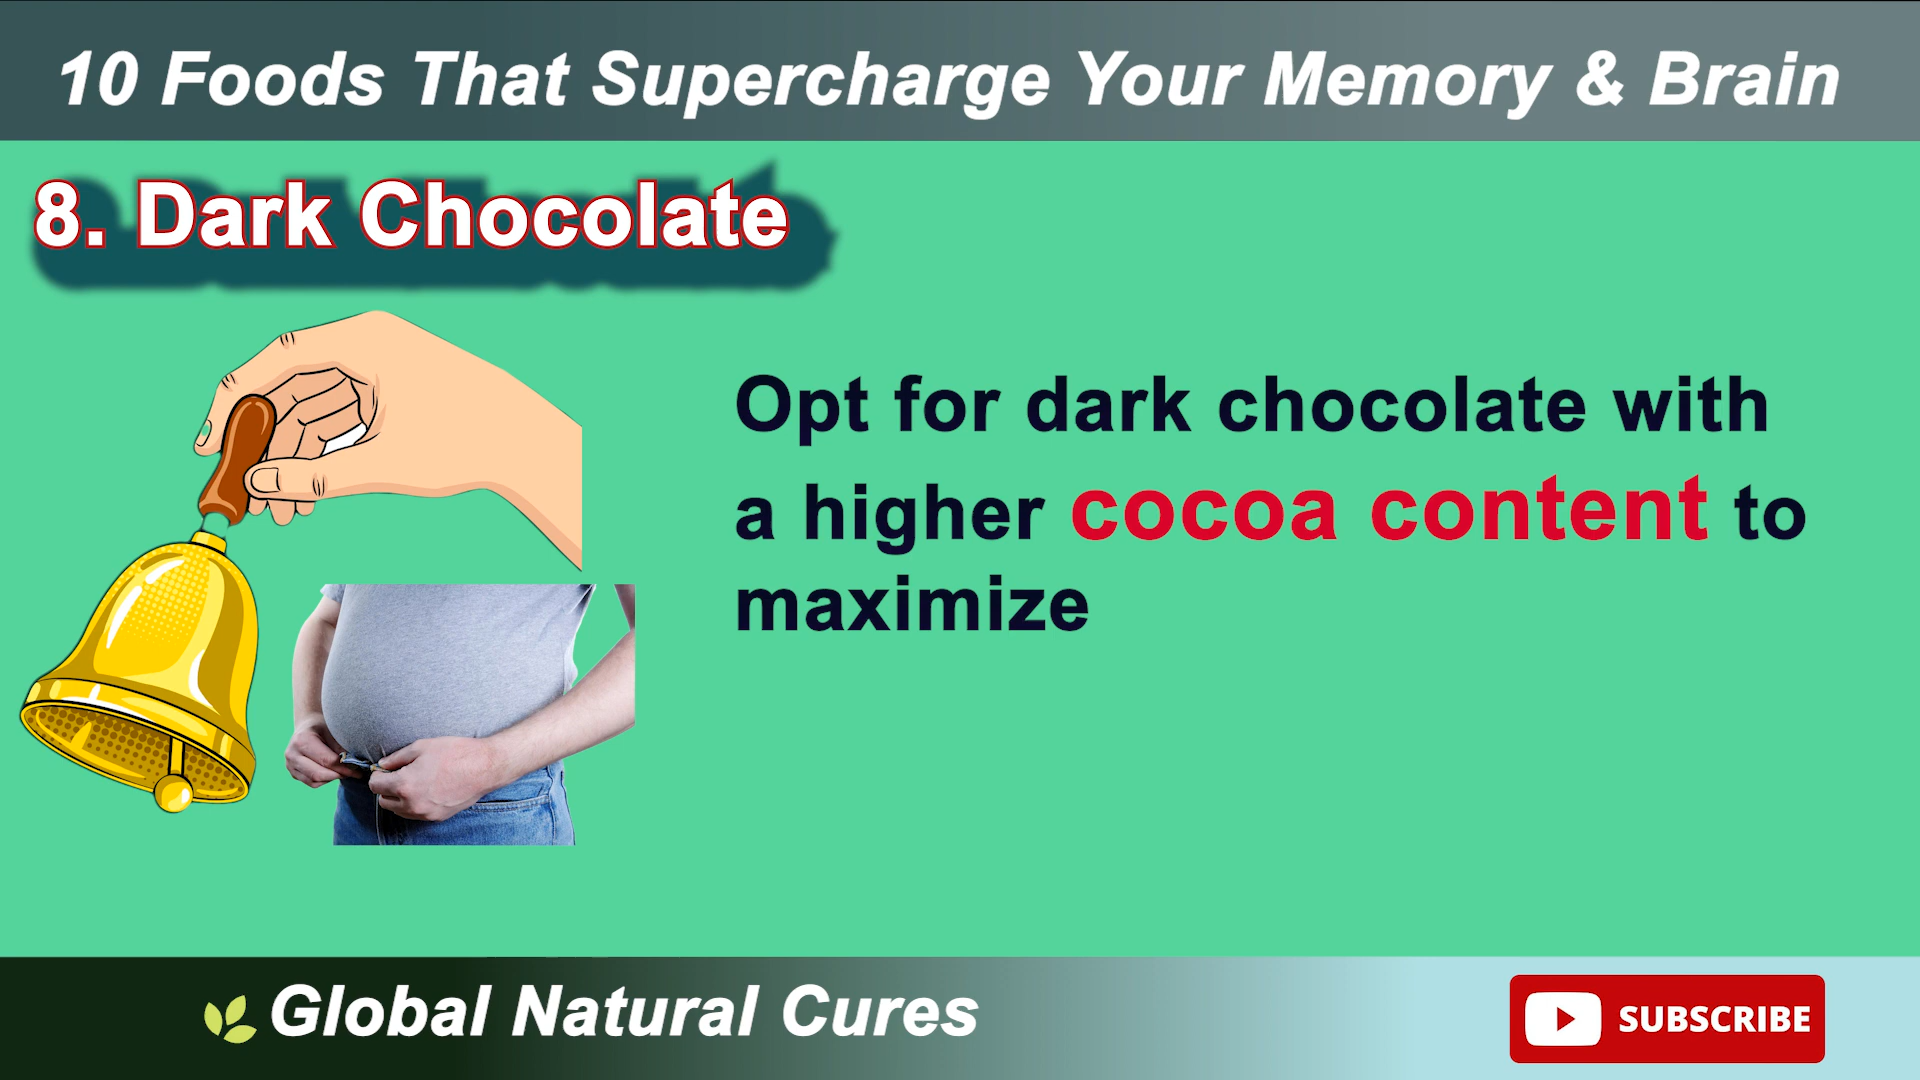 10 Foods That Supercharge Your Memory & Brain
8. Dark Chocolate
Opt for dark chocolate with
a higher cocoa content to
maximize
Global Natural Cures
SUBSCRIBE